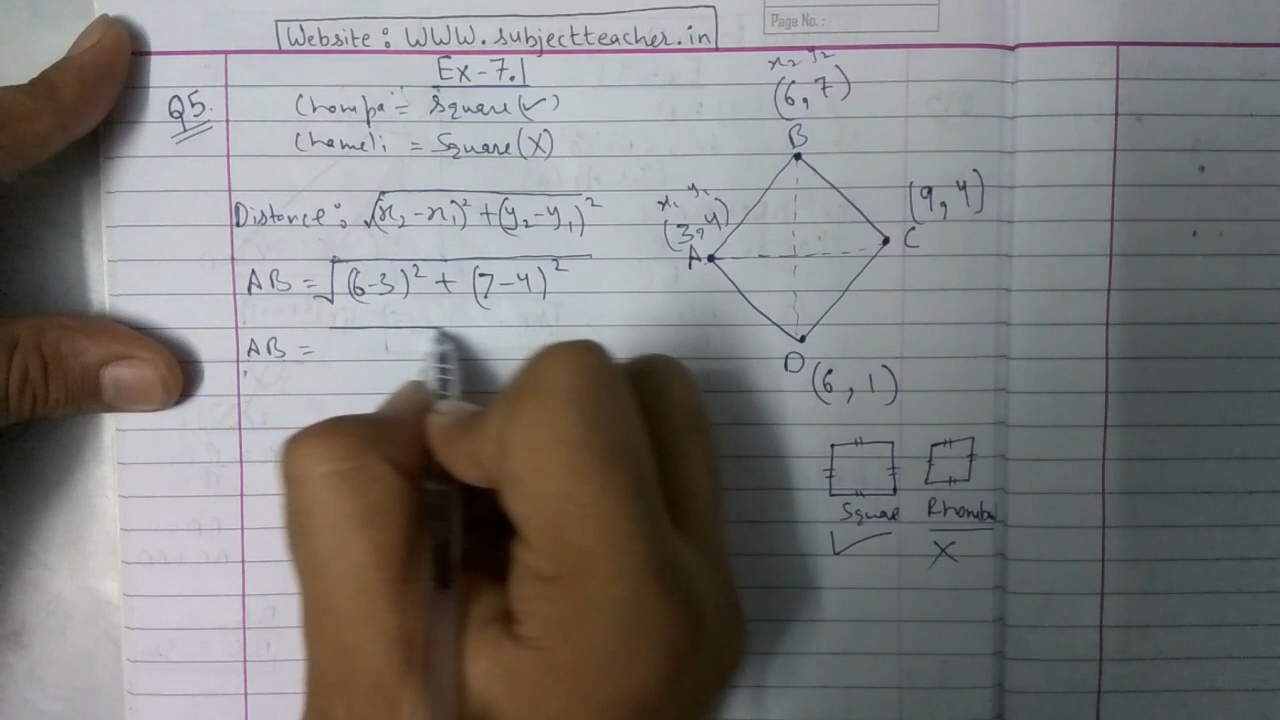 Page No.:
Website: WWW.subjectteacher.in
Ex-7.1
Q5.
Chompa = Square(✓)
Chameli = Square(X)
Distance: √(x₂-x₁)² + (y₂-y₁)²
AB = √(6-3)² + (7-4)²
AB =
x₂ y₂
(6, 7)
B
x₁ y₁
(3, 4)
A
(9, 4)
C
D
(6, 1)
Square
Rhombu
✓
X